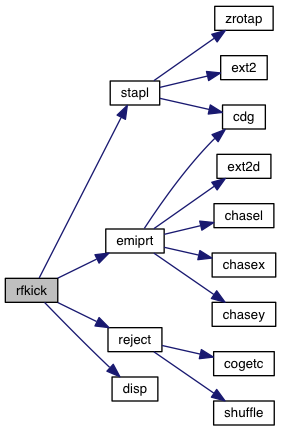 zrotap
ext2
stapl
cdg
ext2d
chasel
emiprt
chasex
rfkick
chasey
reject
cogetc
disp
shuffle